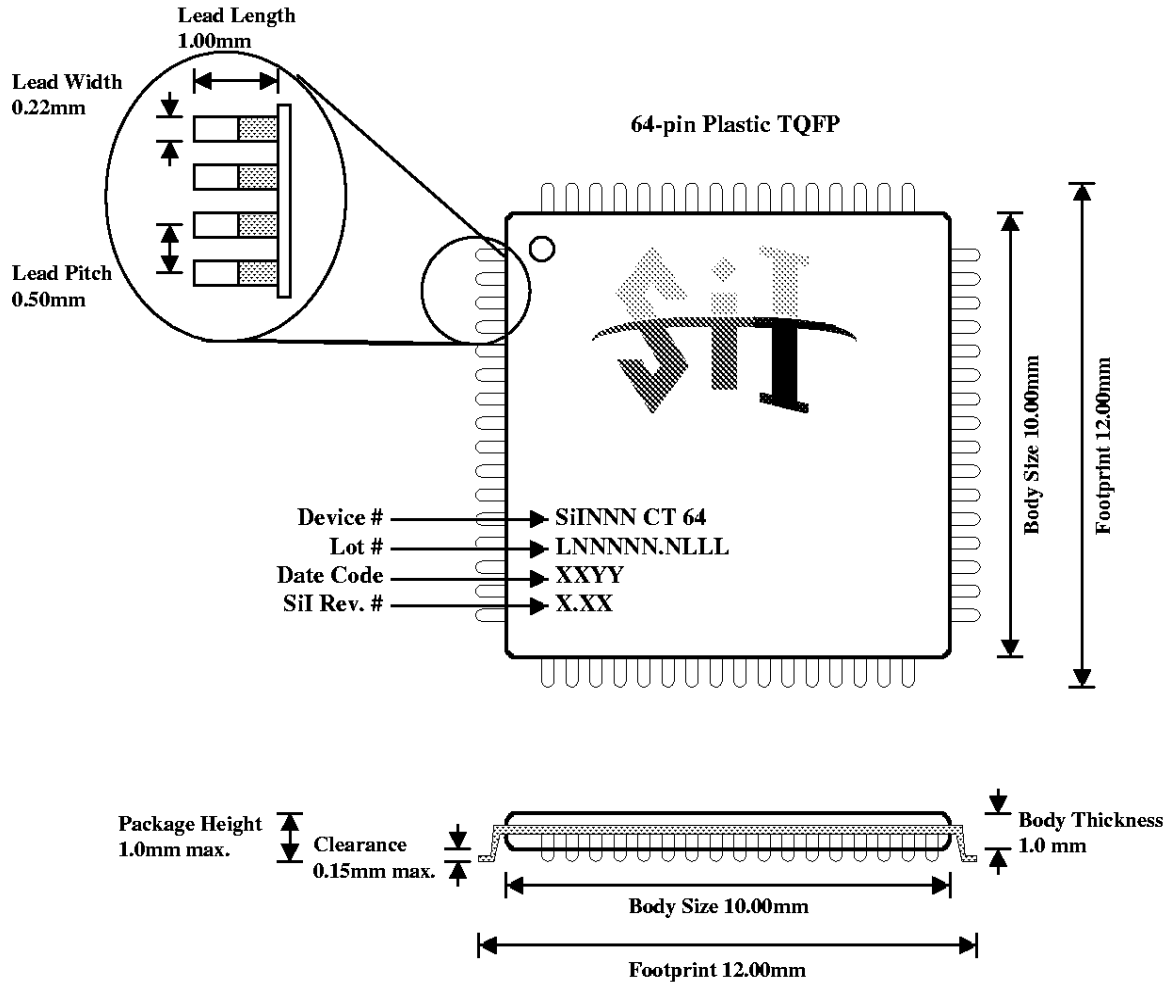 Lead Length
1.00mm
Lead Width
0.22mm
Lead Pitch
0.50mm
64-pin Plastic TQFP
SiI
Body Size 10.00mm
Footprint 12.00mm
Device #
SiINNN CT 64
Lot #
LNNNNN.NLLL
Date Code
XXYY
SiI Rev. #
X.XX
Package Height
1.0mm max.
Clearance
0.15mm max.
Body Thickness
1.0 mm
Body Size 10.00mm
Footprint 12.00mm